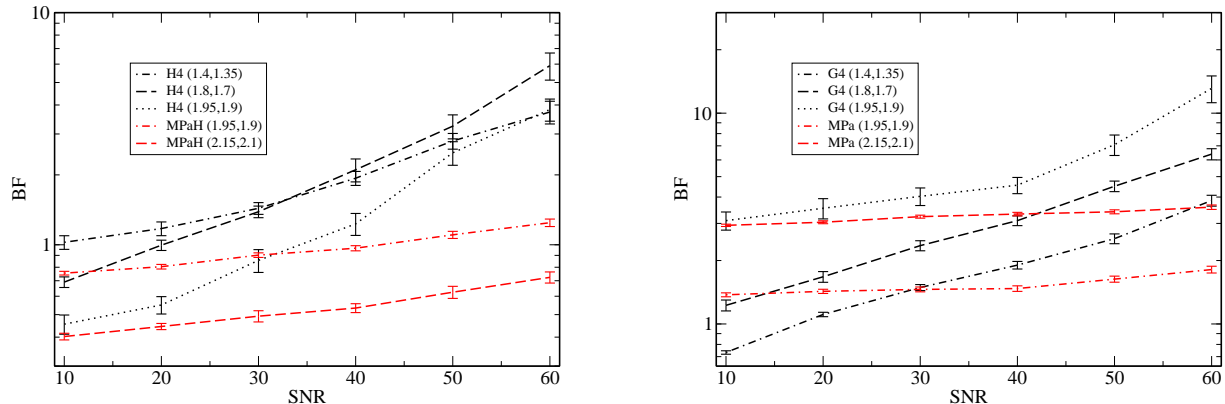 10
1
BF
H4 (1.4,1.35)
H4 (1.8,1.7)
H4 (1.95,1.9)
MPaH (1.95,1.9)
MPaH (2.15,2.1)
10 20 30 40 50 60
SNR
10
1
BF
G4 (1.4,1.35)
G4 (1.8,1.7)
G4 (1.95,1.9)
MPa (1.95,1.9)
MPa (2.15,2.1)
10 20 30 40 50 60
SNR